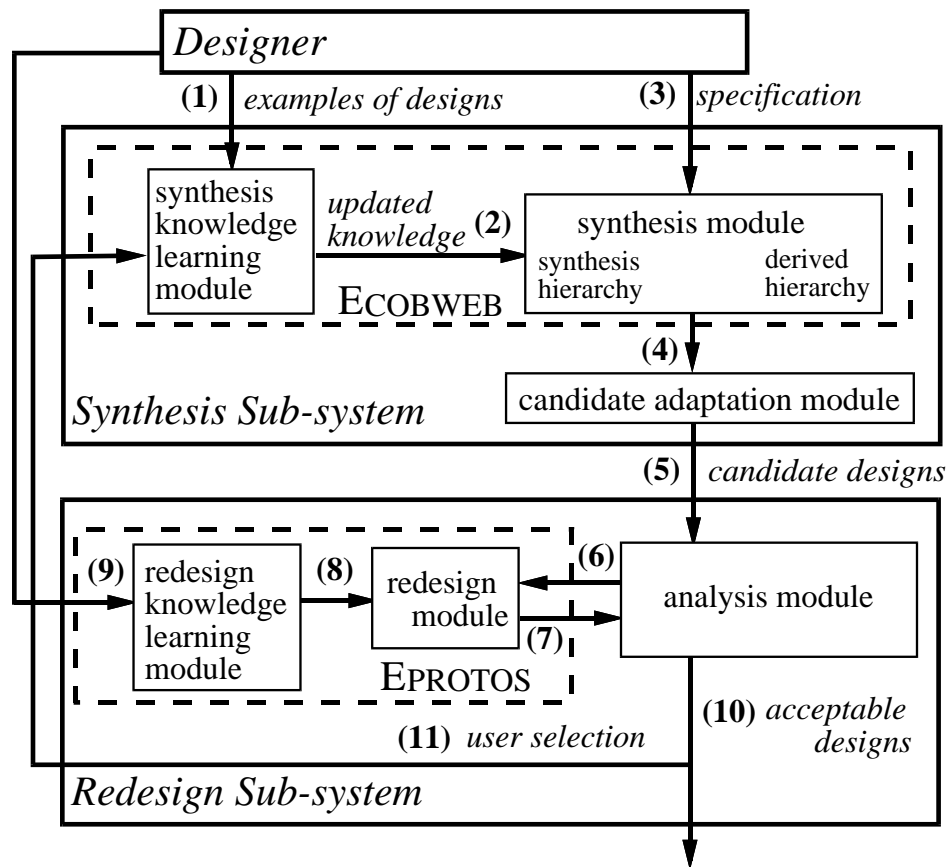 Designer
(1)
examples of designs
(3)
specification
synthesis
knowledge
learning
module
updated
knowledge
(2)
synthesis module
synthesis
hierarchy
derived
hierarchy
ECOBWEB
(4)
candidate adaptation module
Synthesis Sub-system
(5)
candidate designs
(9)
redesign
knowledge
learning
module
(8)
redesign
module
(6)
(7)
analysis module
EPROTOS
(10)
acceptable
designs
(11) user selection
Redesign Sub-system